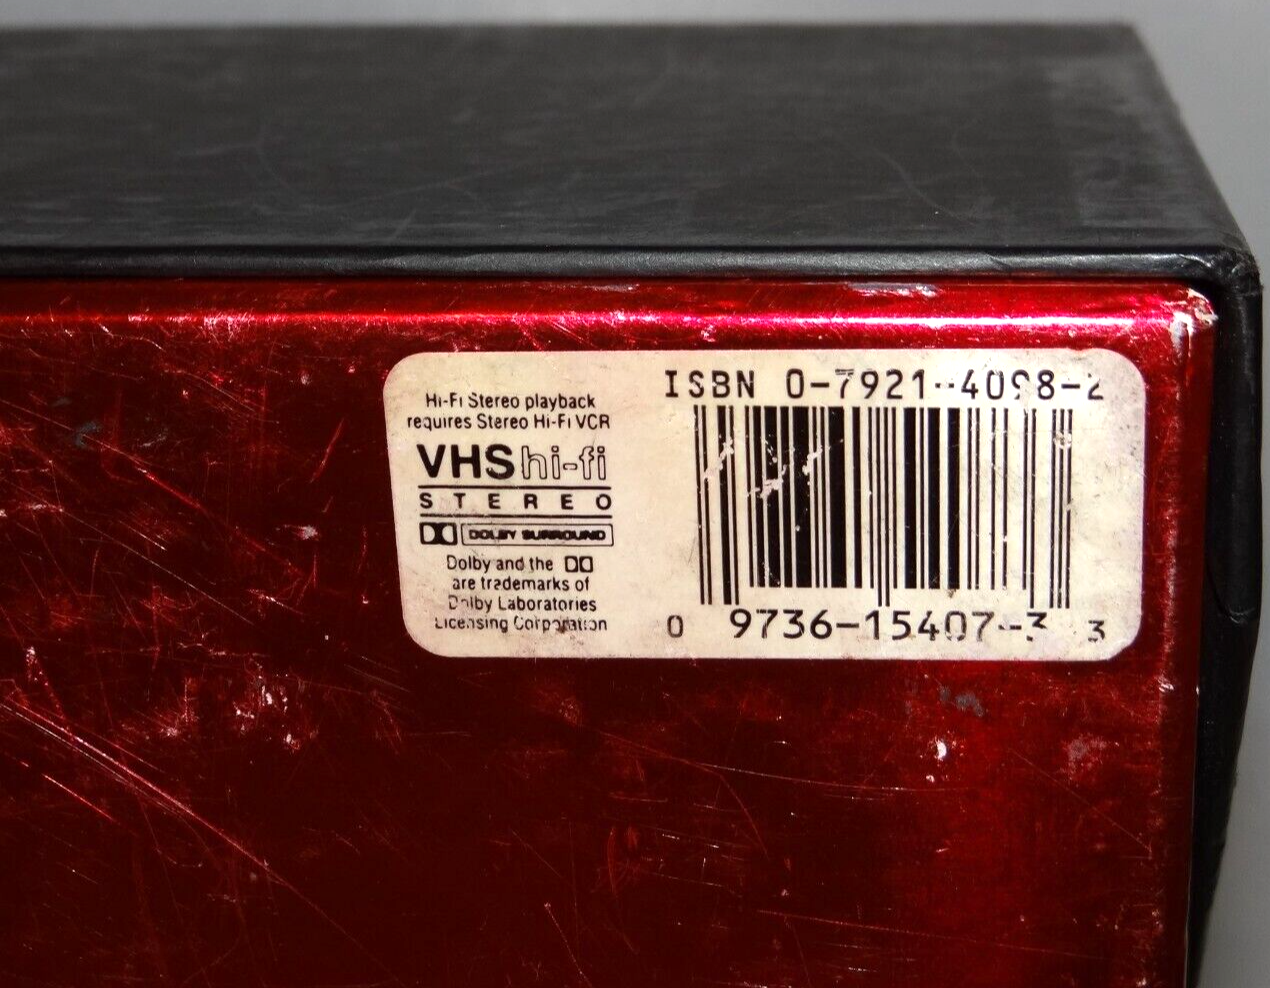 Hi-Fi Stereo playback
requires Stereo Hi-Fi VCR
VHS hi-fi
STEREO
DOLBY SURROUND
Dolby and the
are trademarks of
Dolby Laboratories
Licensing Corporation
ISBN 0-7921-4098-2
0 9736-15407-3 3